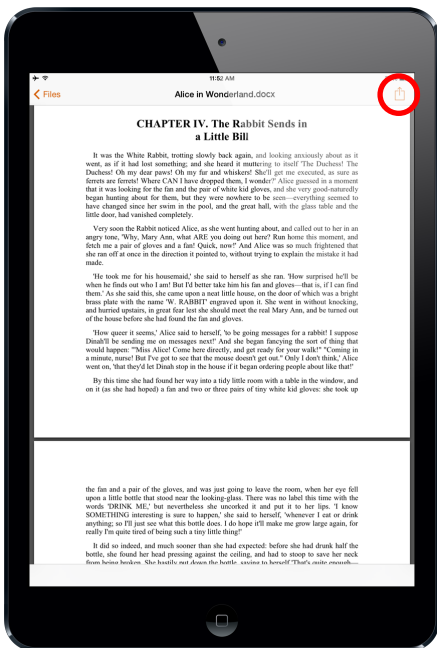 11:52 AM
Files
Alice in Wonderland.docx
CHAPTER IV. The Rabbit Sends in
a Little Bill
It was the White Rabbit, trotting slowly back again, and looking anxiously about as it
went, as if it had lost something; and she heard it muttering to itself 'The Duchess! The
Duchess! Oh my dear paws! Oh my fur and whiskers! She'll get me executed, as sure as
ferrets are ferrets! Where CAN I have dropped them, I wonder?' Alice guessed in a moment
that it was looking for the fan and the pair of white kid gloves, and she very good-naturedly
began hunting about for them, but they were nowhere to be seen—everything seemed to
have changed since her swim in the pool, and the great hall, with the glass table and the
little door, had vanished completely.
Very soon the Rabbit noticed Alice, as she went hunting about, and called out to her in an
angry tone, 'Why, Mary Ann, what ARE you doing out here? Run home this moment, and
fetch me a pair of gloves and a fan! Quick, now!' And Alice was so much frightened that
she ran off at once in the direction it pointed to, without trying to explain the mistake it had
made.
'He took me for his housemaid,' she said to herself as she ran. 'How surprised he'll be
when he finds out who I am! But I'd better take him his fan and gloves—that is, if I can find
them.' As she said this, she came upon a neat little house, on the door of which was a bright
brass plate with the name 'W. RABBIT' engraved upon it. She went in without knocking,
and hurried upstairs, in great fear lest she should meet the real Mary Ann, and be turned out
of the house before she had found the fan and gloves.
'How queer it seems,' Alice said to herself, 'to be going messages for a rabbit! I suppose
Dinah'll be sending me on messages next!' And she began fancying the sort of thing that
would happen: '"Miss Alice! Come here directly, and get ready for your walk!" "Coming in
a minute, nurse! But I've got to see that the mouse doesn't get out." Only I don't think,' Alice
went on, 'that they'd let Dinah stop in the house if it began ordering people about like that!'
By this time she had found her way into a tidy little room with a table in the window, and
on it (as she had hoped) a fan and two or three pairs of tiny white kid gloves: she took up
the fan and a pair of the gloves, and was just going to leave the room, when her eye fell
upon a little bottle that stood near the looking-glass. There was no label this time with the
words 'DRINK ME,' but nevertheless she uncorked it and put it to her lips. 'I know
SOMETHING interesting is sure to happen,' she said to herself, 'whenever I eat or drink
anything; so I'll just see what this bottle does. I do hope it'll make me grow large again, for
really I'm quite tired of being such a tiny little thing!'
It did so indeed, and much sooner than she had expected: before she had drunk half the
bottle, she found her head pressing against the ceiling, and had to stoop to save her neck
from being broken. She hastily put down the bottle, saying to herself 'That's quite enough—